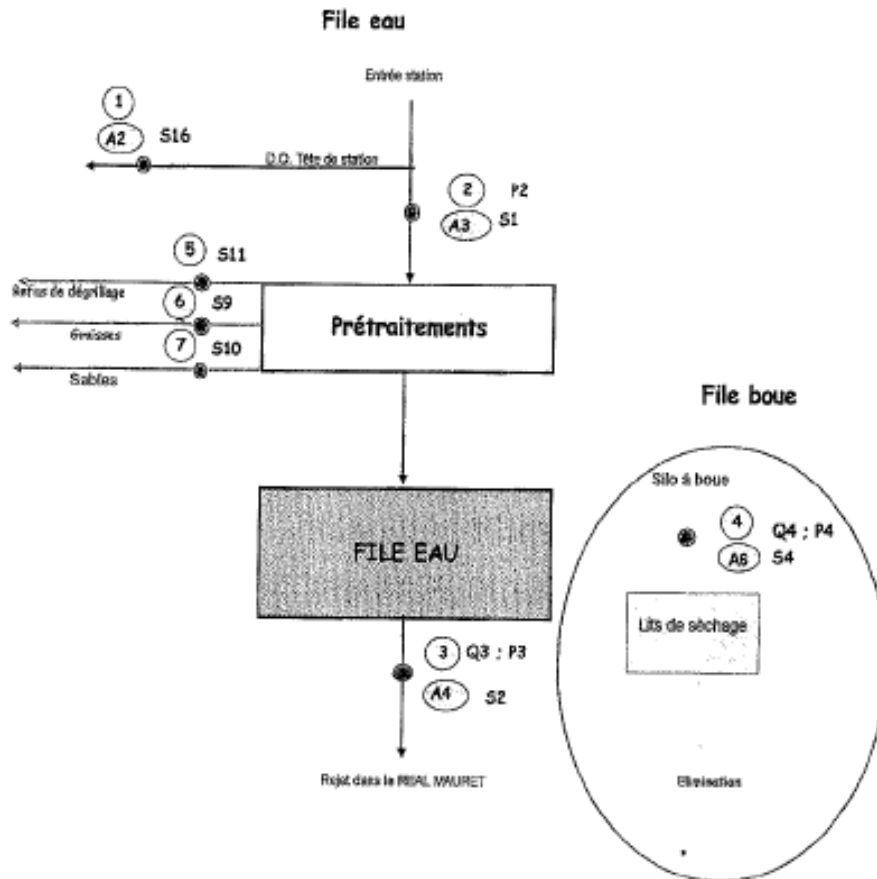 File eau
Entrée station
1
A2 S16
D.O. Tête de station
2 P2
A3 S1
5 S11
Refus de dégrillage
6 S9
Graisses
7 S10
Sables
Prétraitements
File boue
Silo à boue
4 Q4 ; P4
A6 S4
FILE EAU
Lits de séchage
3 Q3 ; P3
A4 S2
Rejet dans le REAL MAURET
Elimination